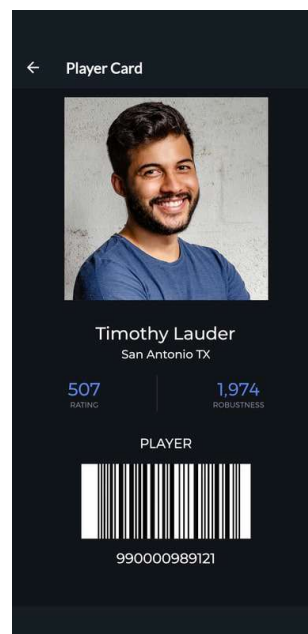 Player Card
Timothy Lauder
San Antonio TX
507 1,974
RATING ROBUSTNESS
PLAYER
990000989121